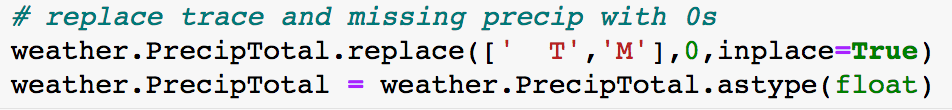 # replace trace and missing precip with 0s
weather.PrecipTotal.replace(['  T','M'],0,inplace=True)
weather.PrecipTotal = weather.PrecipTotal.astype(float)